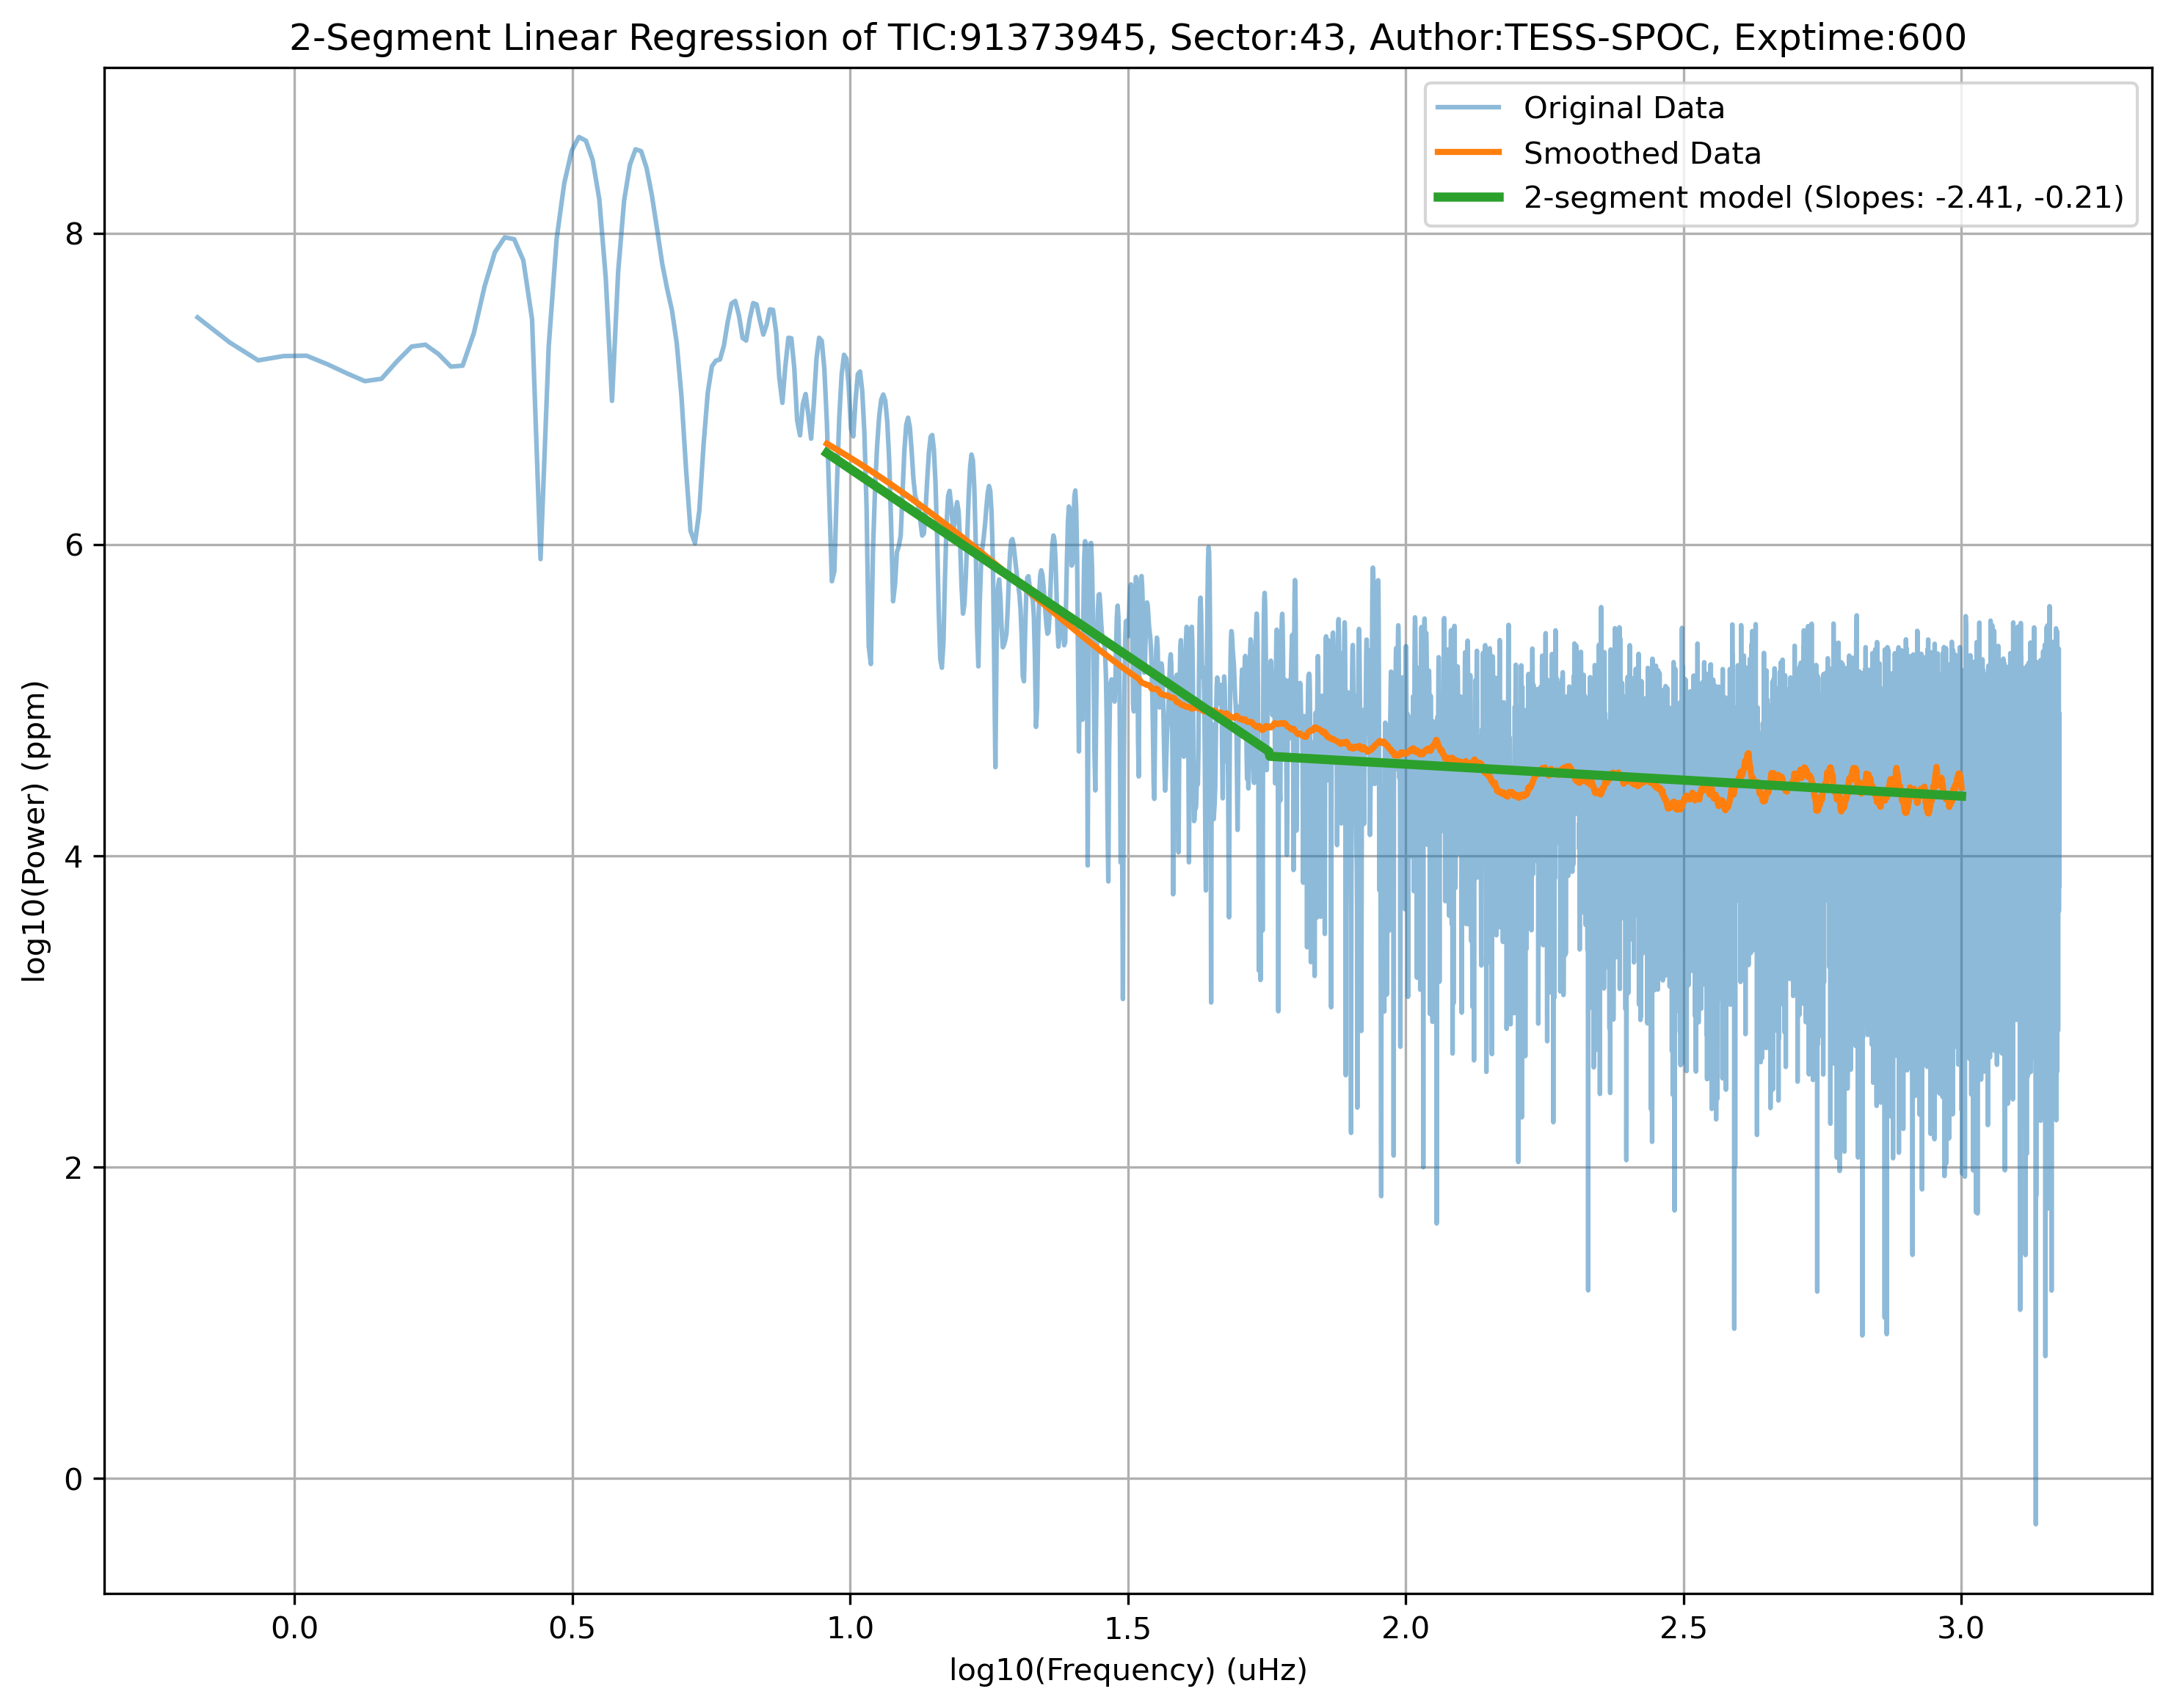 2-Segment Linear Regression of TIC:91373945, Sector:43, Author:TESS-SPOC, Exptime:600
Original Data
Smoothed Data
2-segment model (Slopes: -2.41, -0.21)
log10(Power) (ppm)
8
6
4
2
0
0.0 0.5 1.0 1.5 2.0 2.5 3.0
log10(Frequency) (uHz)